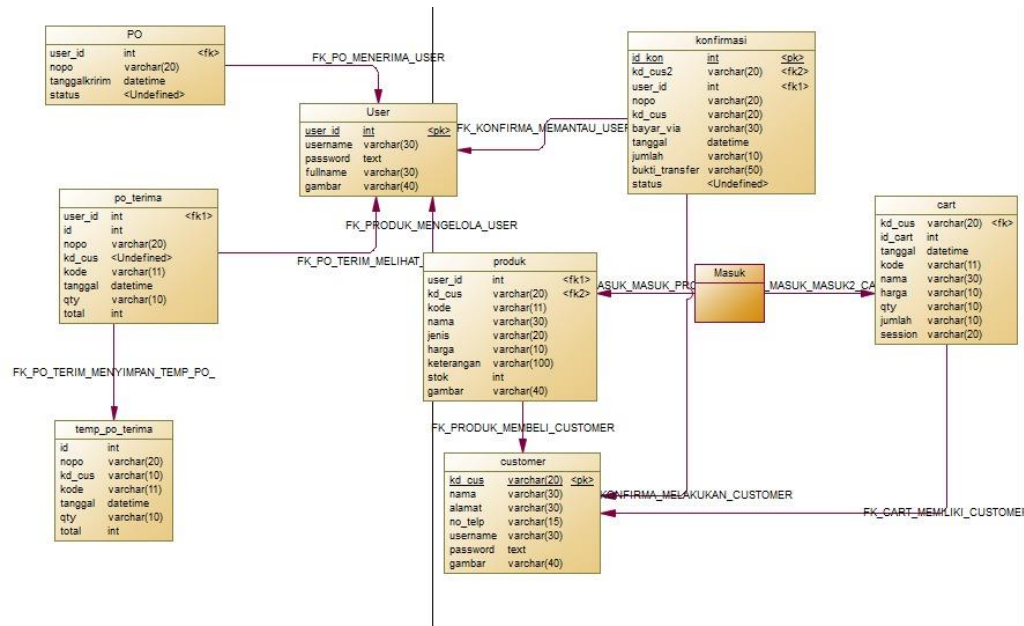 PO
user_id int <fk>
nopo varchar(20)
tanggalkririm datetime
status <Undefined>
FK_PO_MENERIMA_USER
User
user_id int <pk>
username varchar(30)
password text
fullname varchar(30)
gambar varchar(40)
konfirmasi
id_kon int <pk>
kd_cus2 varchar(20) <fk2>
user_id int <fk1>
nopo varchar(20)
kd_cus varchar(20)
bayar_via varchar(30)
tanggal datetime
jumlah varchar(10)
bukti_transfer varchar(50)
status <Undefined>
FK_KONFIRMA_MEMANTAU_USER
po_terima
user_id int <fk1>
id int
nopo varchar(20)
kd_cus <Undefined>
kode varchar(11)
tanggal datetime
qty varchar(10)
total int
FK_PRODUK_MENGELOLA_USER
FK_PO_TERIM_MELIHAT_
produk
user_id int <fk1>
kd_cus varchar(20) <fk2>
kode varchar(11)
nama varchar(30)
jenis varchar(20)
harga varchar(10)
keterangan varchar(100)
stok int
gambar varchar(40)
Masuk
ASUK_MASUK_PRO
_MASUK_MASUK2_CA
cart
kd_cus varchar(20) <fk>
id_cart int
tanggal datetime
kode varchar(11)
nama varchar(30)
harga varchar(10)
qty varchar(10)
jumlah varchar(10)
session varchar(20)
FK_PO_TERIM_MENYIMPAN_TEMP_PO_
temp_po_terima
id int
nopo varchar(20)
kd_cus varchar(10)
kode varchar(11)
tanggal datetime
qty varchar(10)
total int
FK_PRODUK_MEMBELI_CUSTOMER
customer
kd_cus varchar(20) <pk>
nama varchar(30)
alamat varchar(30)
no_telp varchar(15)
username varchar(30)
password text
gambar varchar(40)
KONFIRMA_MELAKUKAN_CUSTOMER
FK_CART_MEMILIKI_CUSTOMER